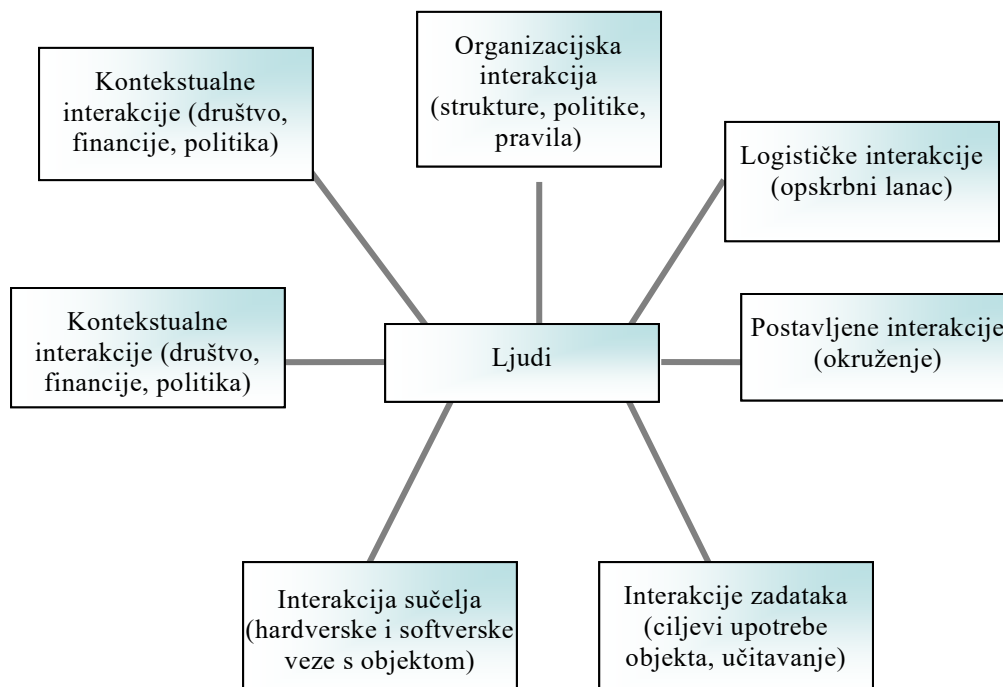 Organizacijska
interakcija
(strukture, politike,
pravila)
Kontekstualne
interakcije (društvo,
financije, politika)
Logističke interakcije
(opskrbni lanac)
Kontekstualne
interakcije (društvo,
financije, politika)
Ljudi
Postavljene interakcije
(okruženje)
Interakcija sučelja
(hardverske i softverske
veze s objektom)
Interakcije zadataka
(ciljevi upotrebe
objekta, učitavanje)